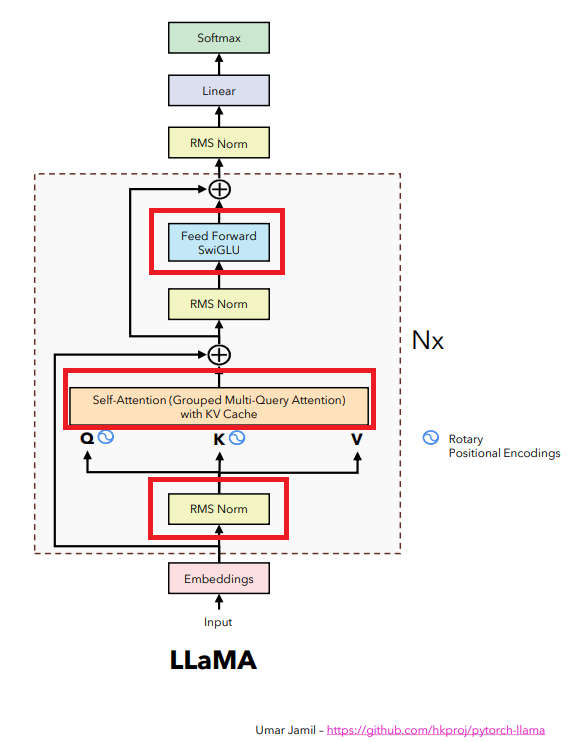 Softmax
Linear
RMS Norm
Feed Forward
SwiGLU
RMS Norm
Nx
Self-Attention (Grouped Multi-Query Attention)
with KV Cache
Q K V
Rotary
Positional Encodings
RMS Norm
Embeddings
Input
LLaMA
Umar Jamil – https://github.com/hkproj/pytorch-llama